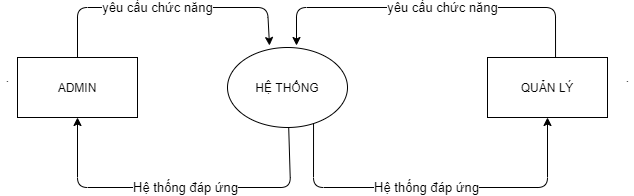 yêu cầu chức năng
yêu cầu chức năng
ADMIN
HỆ THỐNG
QUẢN LÝ
Hệ thống đáp ứng
Hệ thống đáp ứng